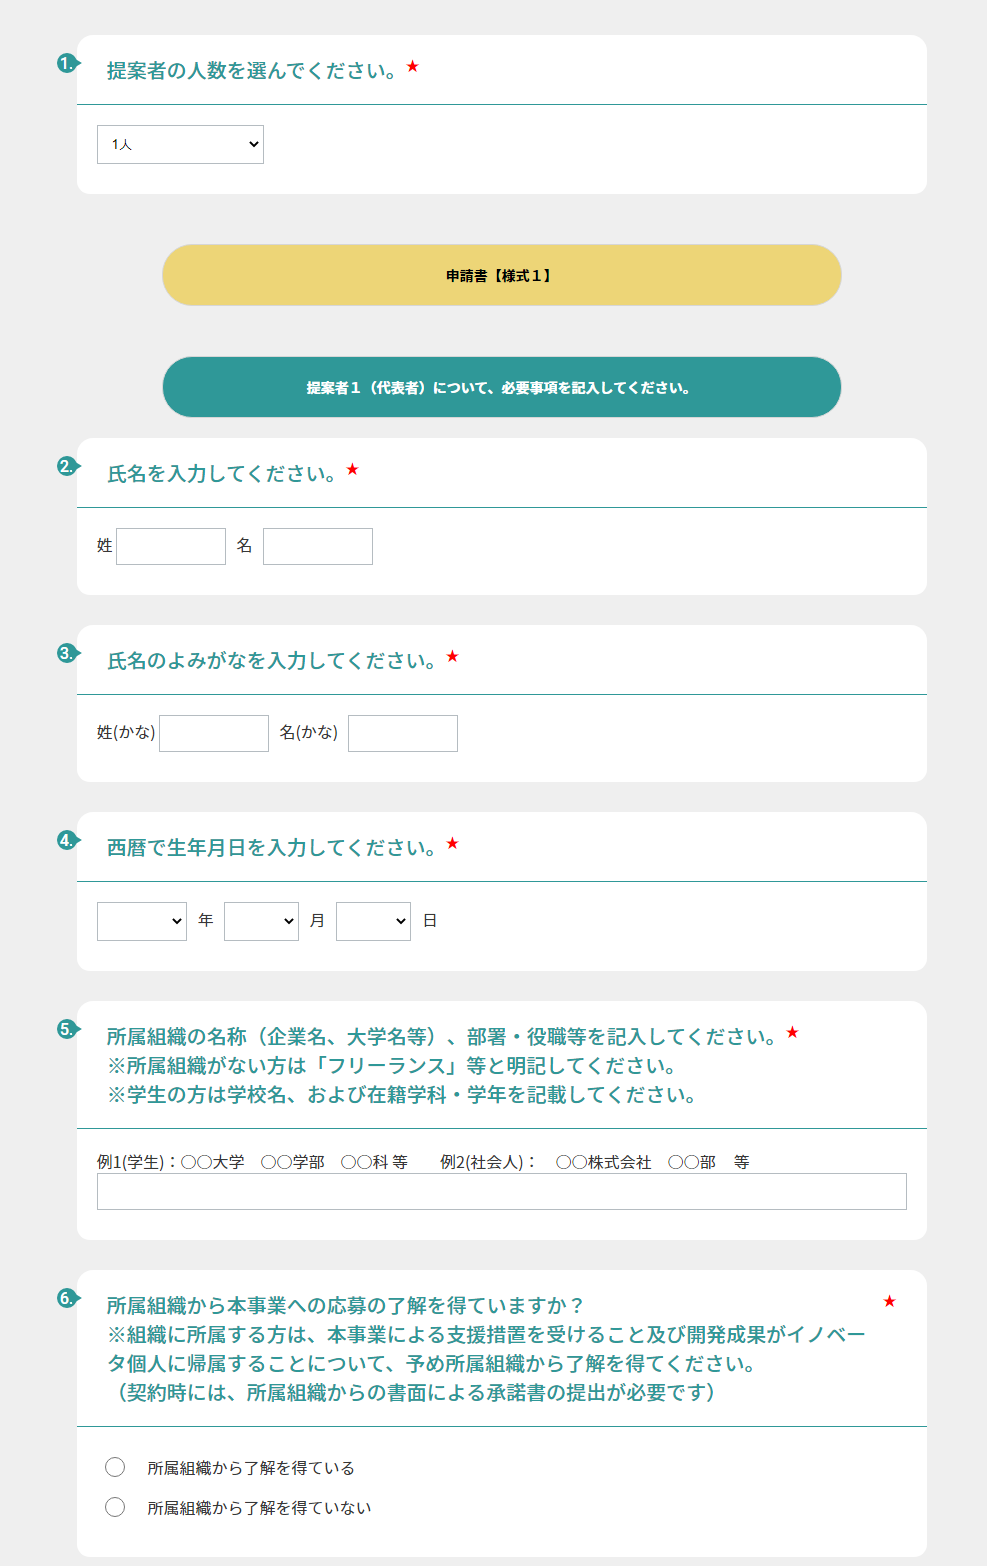 1. 提案者の人数を選んでください。★
1人
申請書【様式１】
提案者１（代表者）について、必要事項を記入してください。
2. 氏名を入力してください。★
姓 名
3. 氏名のよみがなを入力してください。★
姓(かな) 名(かな)
4. 西暦で生年月日を入力してください。★
年 月 日
5. 所属組織の名称（企業名、大学名等）、部署・役職等を記入してください。★
※所属組織がない方は「フリーランス」等と明記してください。
※学生の方は学校名、および在籍学科・学年を記載してください。
例1(学生)：〇〇大学　〇〇学部　〇〇科 等　　例2(社会人)：　〇〇株式会社　〇〇部　等
6. 所属組織から本事業への応募の了解を得ていますか？ ★
※組織に所属する方は、本事業による支援措置を受けること及び開発成果がイノベー
タ個人に帰属することについて、予め所属組織から了解を得てください。
（契約時には、所属組織からの書面による承諾書の提出が必要です）
所属組織から了解を得ている
所属組織から了解を得ていない